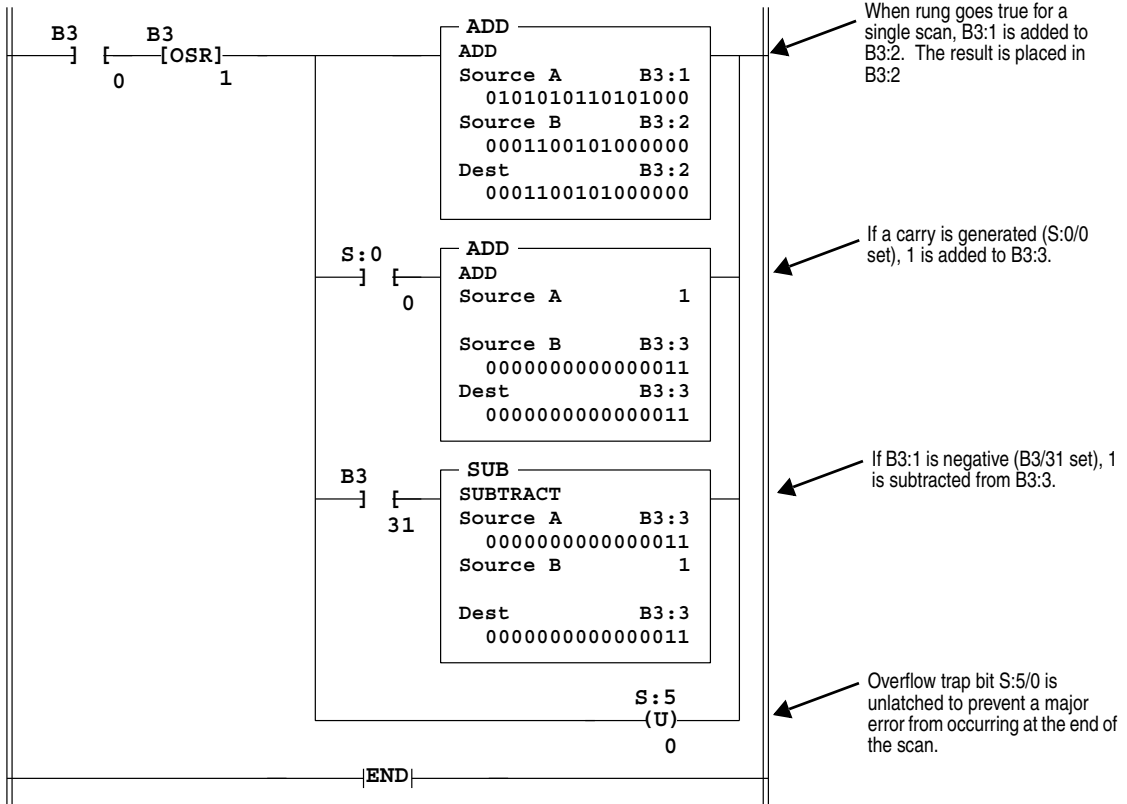 B3 B3
] [ [OSR]
0 1
ADD
ADD
Source A B3:1
0101010110101000
Source B B3:2
0001100101000000
Dest B3:2
0001100101000000
When rung goes true for a
single scan, B3:1 is added to
B3:2. The result is placed in
B3:2
S:0
] [
0
ADD
ADD
Source A 1
Source B B3:3
0000000000000011
Dest B3:3
0000000000000011
If a carry is generated (S:0/0
set), 1 is added to B3:3.
B3
] [
31
SUB
SUBTRACT
Source A B3:3
0000000000000011
Source B 1
Dest B3:3
0000000000000011
If B3:1 is negative (B3/31 set), 1
is subtracted from B3:3.
S:5
(U)
0
Overflow trap bit S:5/0 is
unlatched to prevent a major
error from occurring at the end of
the scan.
END